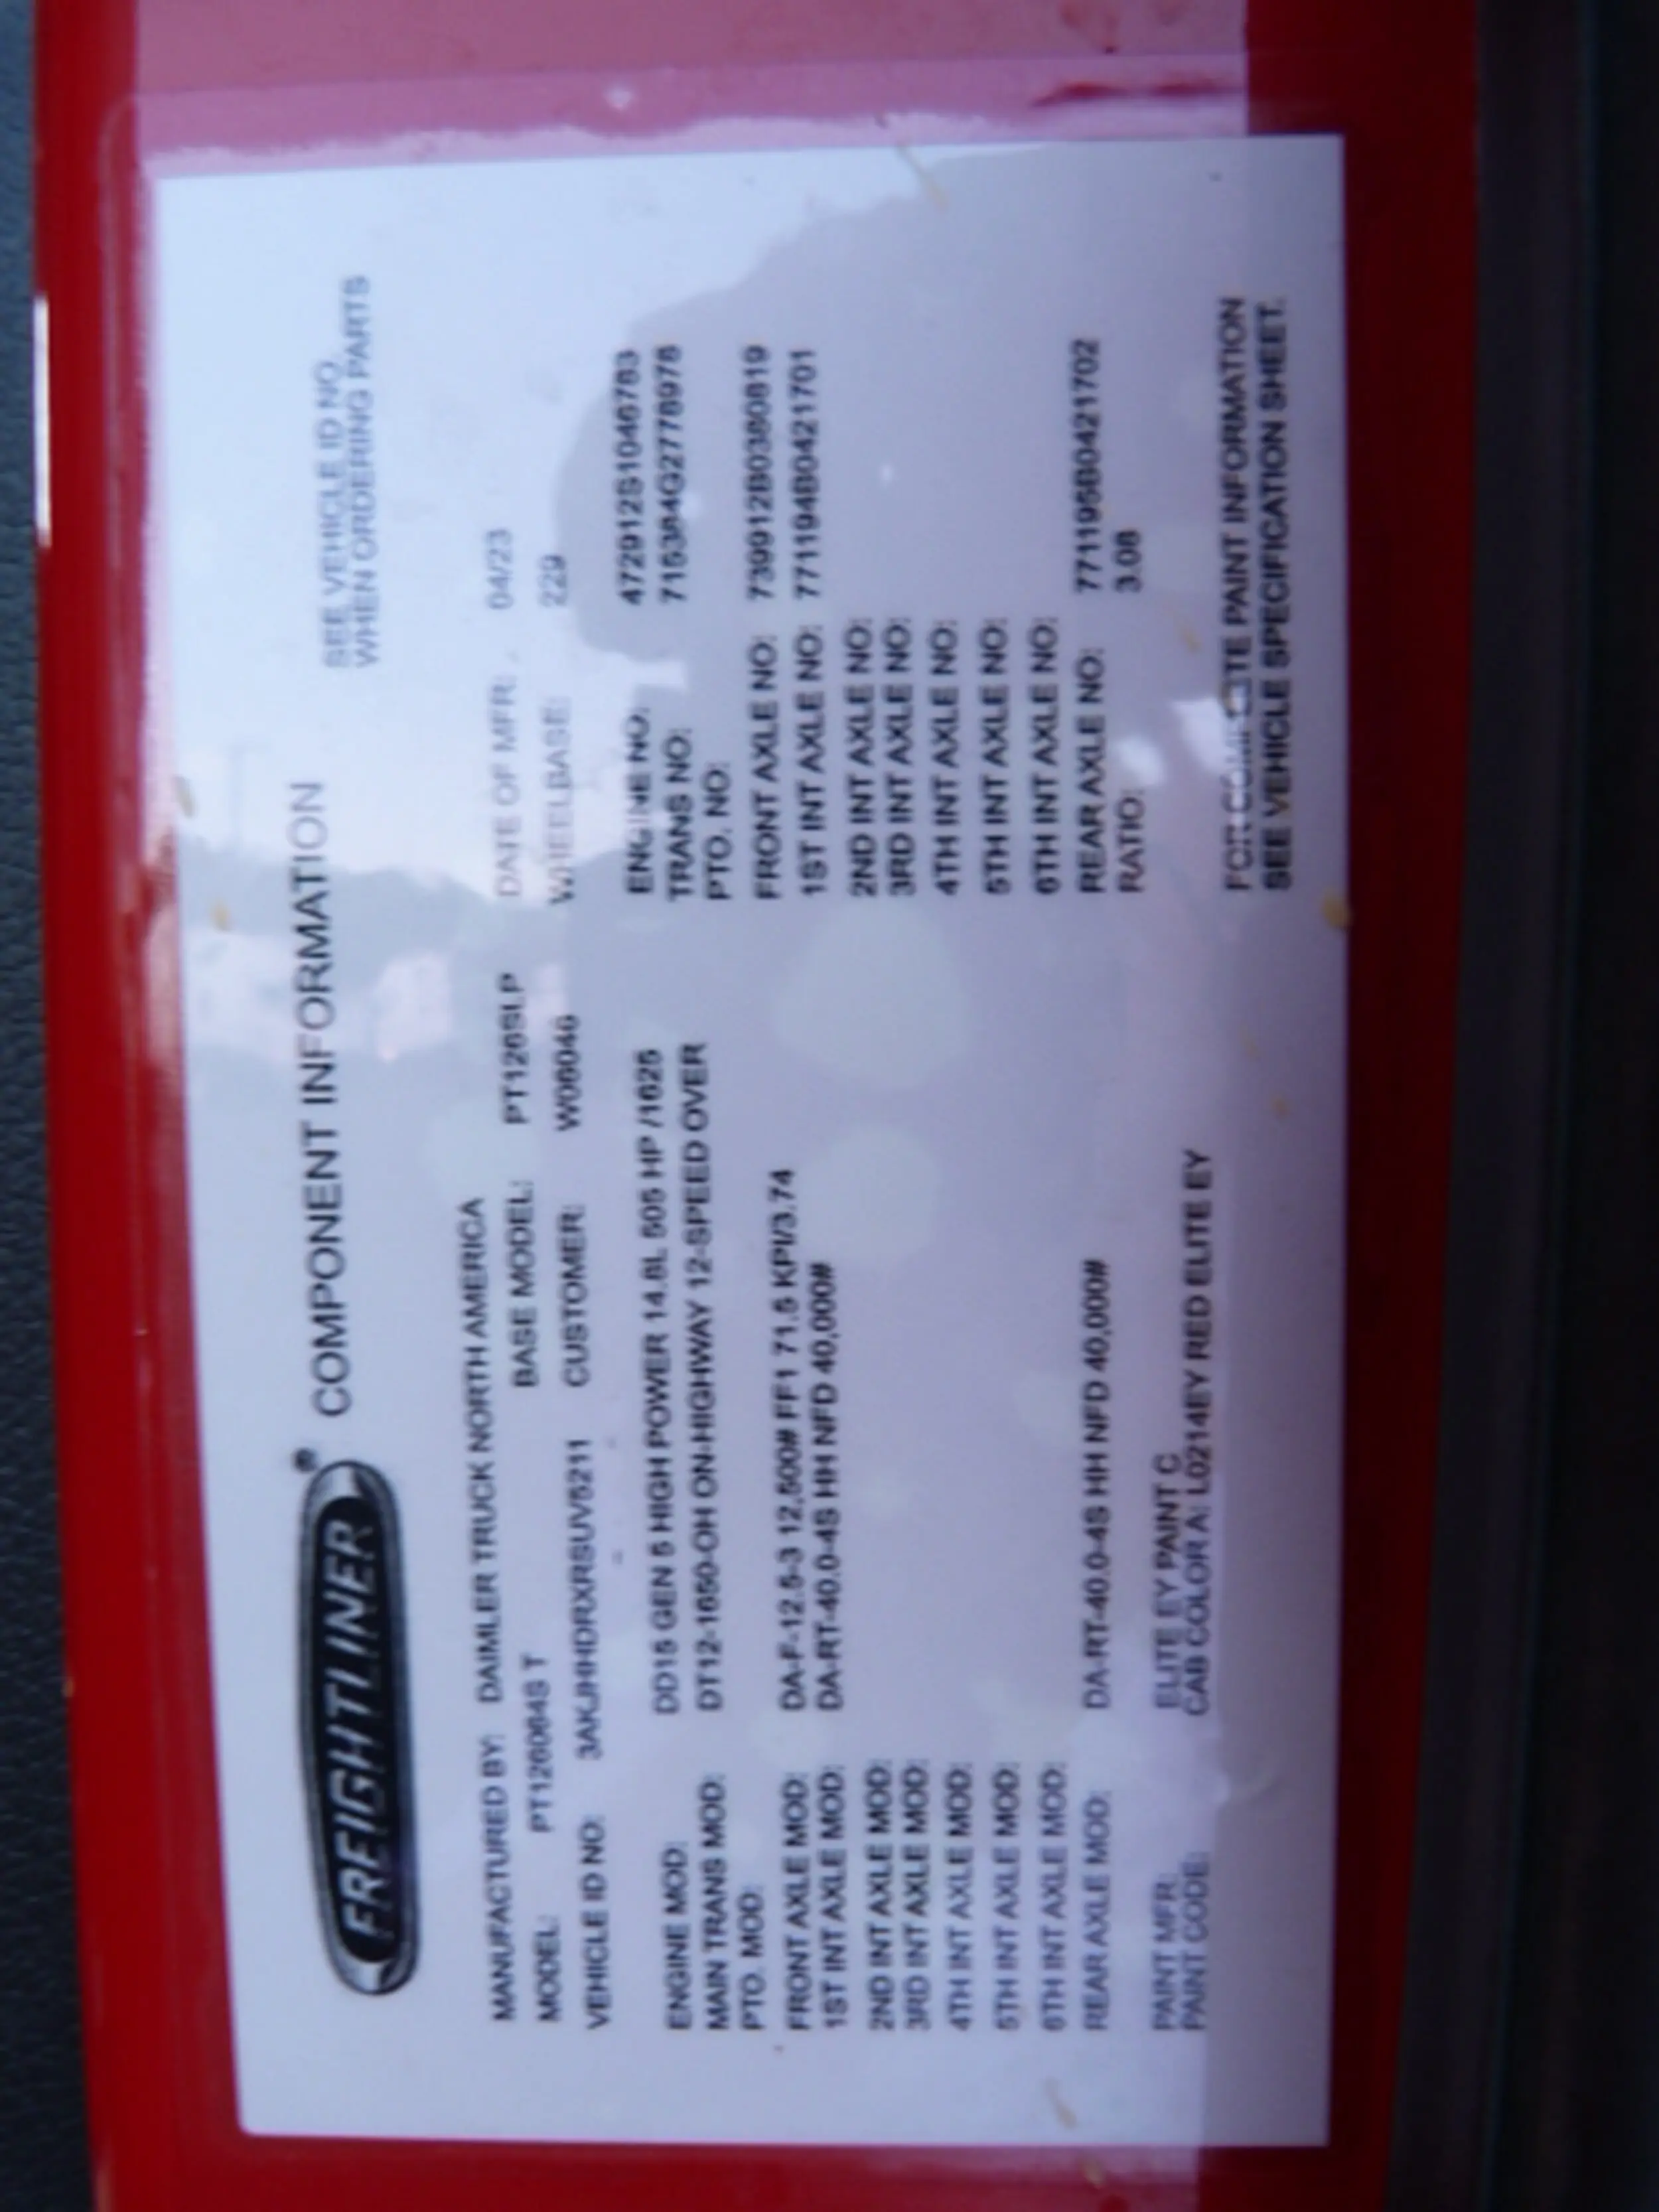 FREIGHTLINER® COMPONENT INFORMATION
SEE VEHICLE ID NO.
WHEN ORDERING PARTS
MANUFACTURED BY: DAIMLER TRUCK NORTH AMERICA
MODEL: PT126064S T BASE MODEL: PT126SLP DATE OF MFR: 04/23
VEHICLE ID NO: 3AKJHHDRXRSUV5211 CUSTOMER: WHEELBASE: 229
ENGINE MOD: DD15 GEN 5 HIGH POWER 14.8L 505 HP /1625 ENGINE NO: 472912S1046783
MAIN TRANS MOD: DT12-1650-OH ON-HIGHWAY 12-SPEED OVER TRANS NO:
PTO. MOD: PTO. NO:
FRONT AXLE MOD: DA-F-12.5-3 12,500# FF1 71.5 KPI/3.74 FRONT AXLE NO: 739912B0380819
1ST INT AXLE MOD: DA-RT-40.0-4S HH NFD 40,000# 1ST INT AXLE NO: 771194B0421701
2ND INT AXLE MOD: 2ND INT AXLE NO:
3RD INT AXLE MOD: 3RD INT AXLE NO:
4TH INT AXLE MOD: 4TH INT AXLE NO:
5TH INT AXLE MOD: 5TH INT AXLE NO:
6TH INT AXLE MOD: 6TH INT AXLE NO:
REAR AXLE MOD: DA-RT-40.0-4S HH NFD 40,000# REAR AXLE NO: 771195B0421702
RATIO: 3.08
PAINT MFR: ELITE EY PAINT C
PAINT CODE: CAB COLOR A: L0214EY RED ELITE EY
FOR COMPLETE PAINT INFORMATION
SEE VEHICLE SPECIFICATION SHEET.